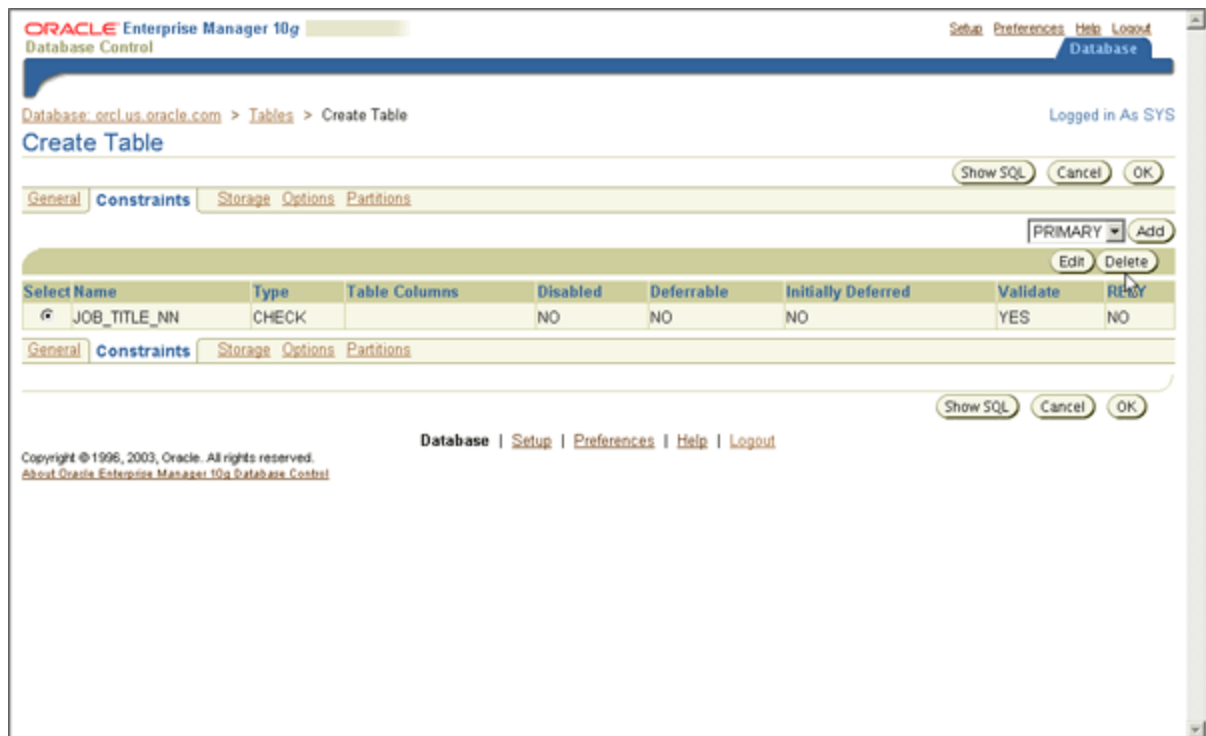 ORACLE Enterprise Manager 10g
Setup Preferences Help Logout
Database Control
Database
Database: orcl.us.oracle.com > Tables > Create Table
Logged in As SYS
Create Table
Show SQL Cancel OK
General Constraints Storage Options Partitions
PRIMARY Add
Edit Delete
Select Name Type Table Columns Disabled Deferrable Initially Deferred Validate RELY
JOB_TITLE_NN CHECK NO NO NO YES NO
General Constraints Storage Options Partitions
Show SQL Cancel OK
Database | Setup | Preferences | Help | Logout
Copyright © 1996, 2003, Oracle. All rights reserved.
About Oracle Enterprise Manager 10g Database Control